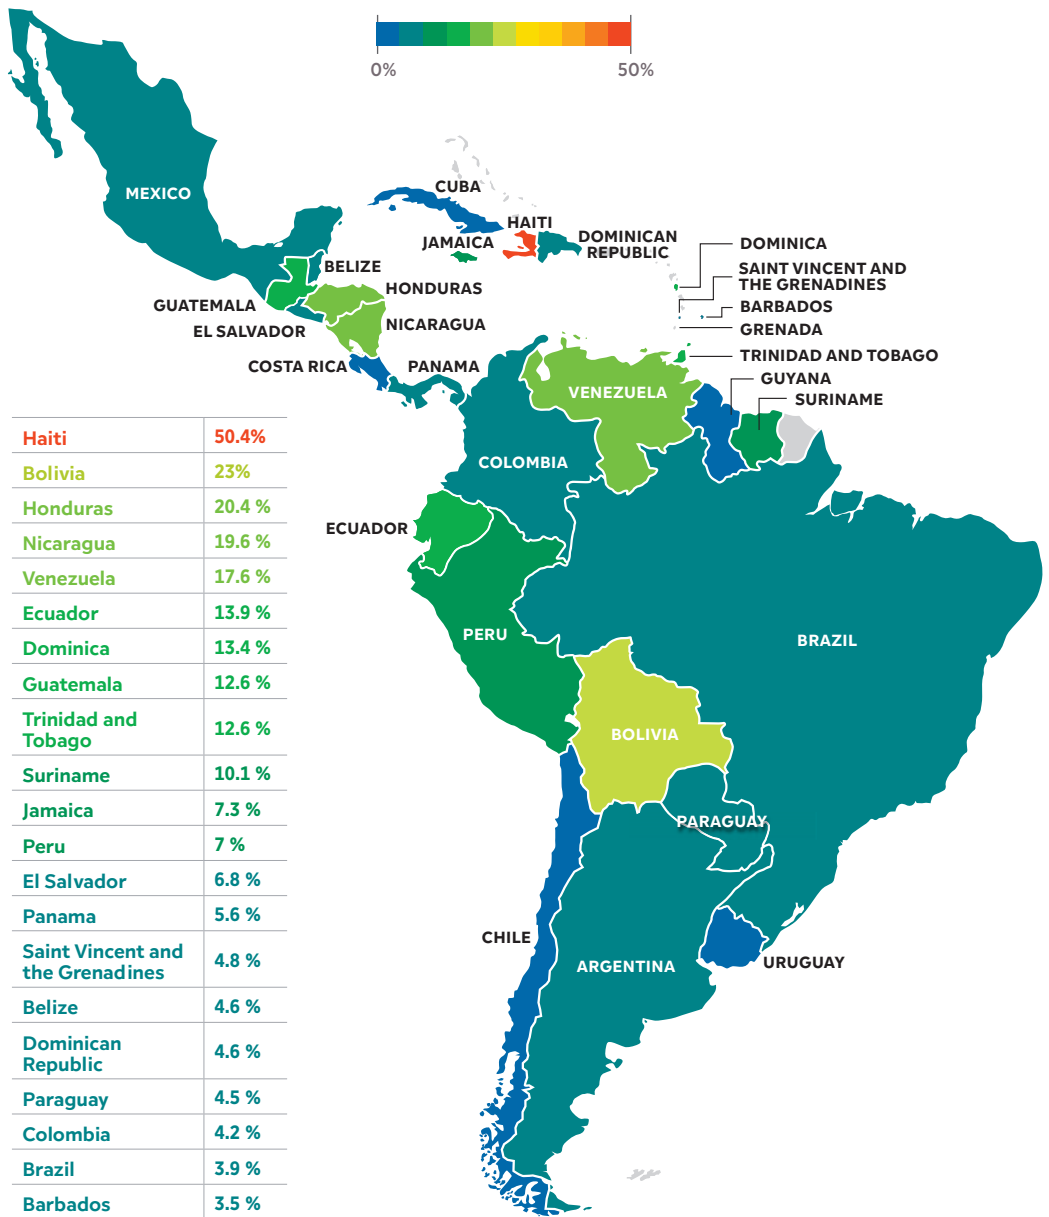 0%
50%
MEXICO
CUBA
HAITI
JAMAICA
DOMINICAN
REPUBLIC
BELIZE
HONDURAS
GUATEMALA
EL SALVADOR
NICARAGUA
COSTA RICA
PANAMA
DOMINICA
SAINT VINCENT AND
THE GRENADINES
BARBADOS
GRENADA
TRINIDAD AND TOBAGO
GUYANA
SURINAME
VENEZUELA
COLOMBIA
ECUADOR
PERU
BRAZIL
BOLIVIA
PARAGUAY
CHILE
ARGENTINA
URUGUAY
Haiti 50.4%
Bolivia 23%
Honduras 20.4 %
Nicaragua 19.6 %
Venezuela 17.6 %
Ecuador 13.9 %
Dominica 13.4 %
Guatemala 12.6 %
Trinidad and
Tobago 12.6 %
Suriname 10.1 %
Jamaica 7.3 %
Peru 7 %
El Salvador 6.8 %
Panama 5.6 %
Saint Vincent and
the Grenadines 4.8 %
Belize 4.6 %
Dominican
Republic 4.6 %
Paraguay 4.5 %
Colombia 4.2 %
Brazil 3.9 %
Barbados 3.5 %